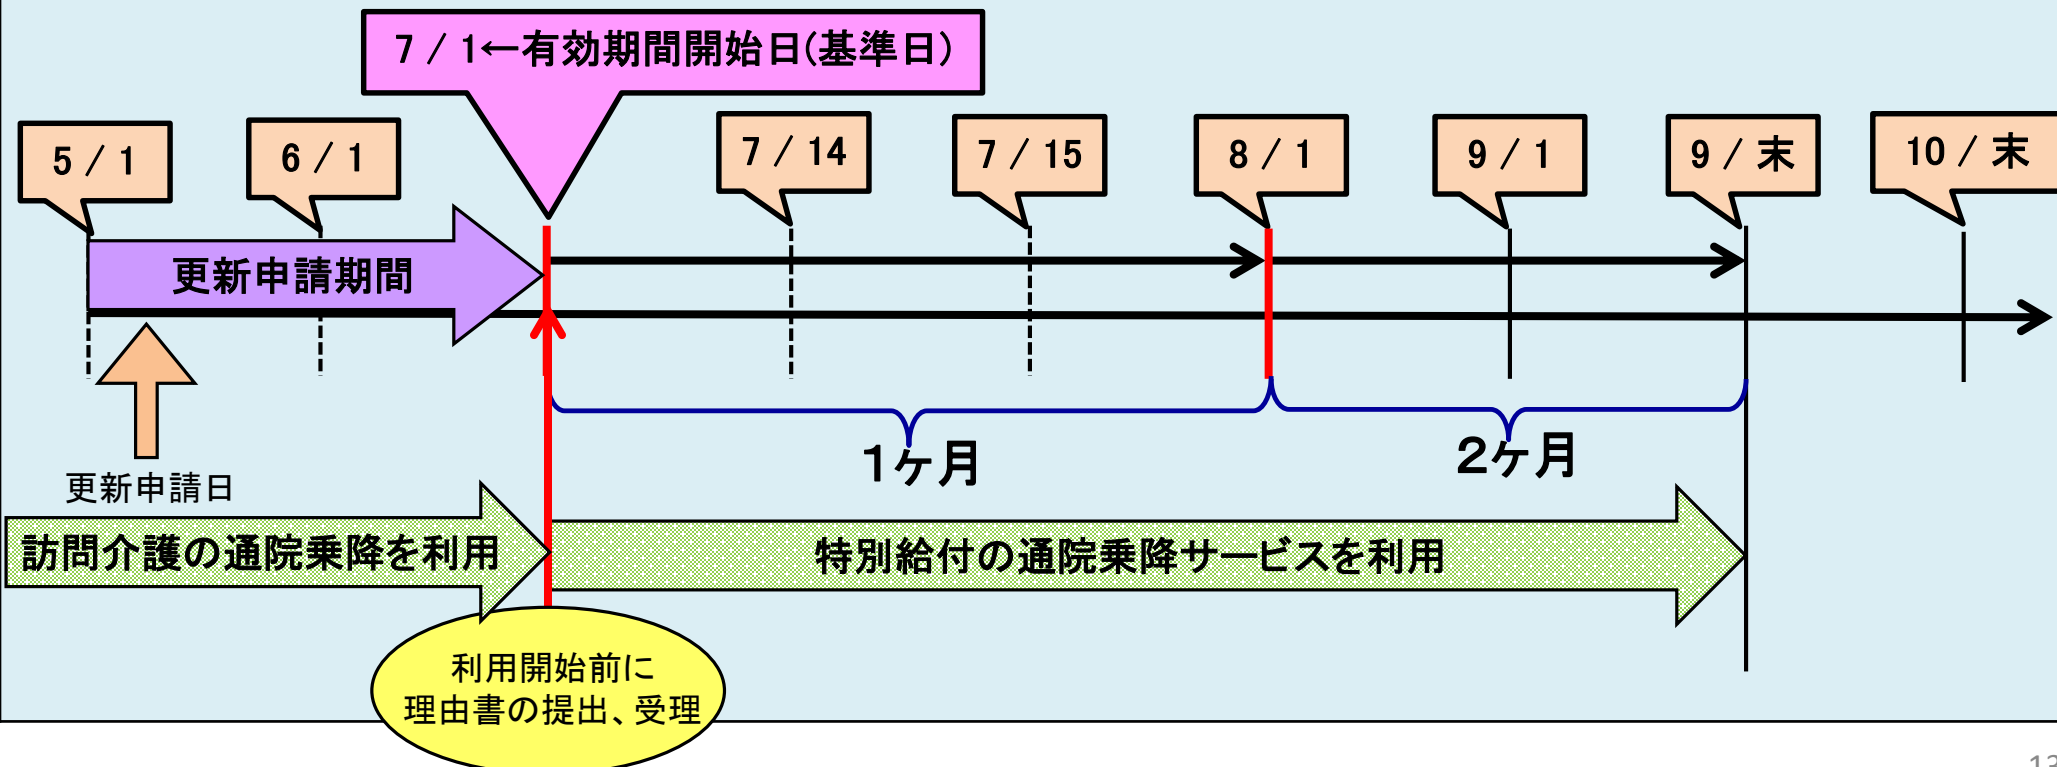 7 / 1←有効期間開始日(基準日)
5 / 1
6 / 1
7 / 14
7 / 15
8 / 1
9 / 1
9 / 末
10 / 末
更新申請期間
1ヶ月
2ヶ月
更新申請日
訪問介護の通院乗降を利用
特別給付の通院乗降サービスを利用
利用開始前に
理由書の提出、受理